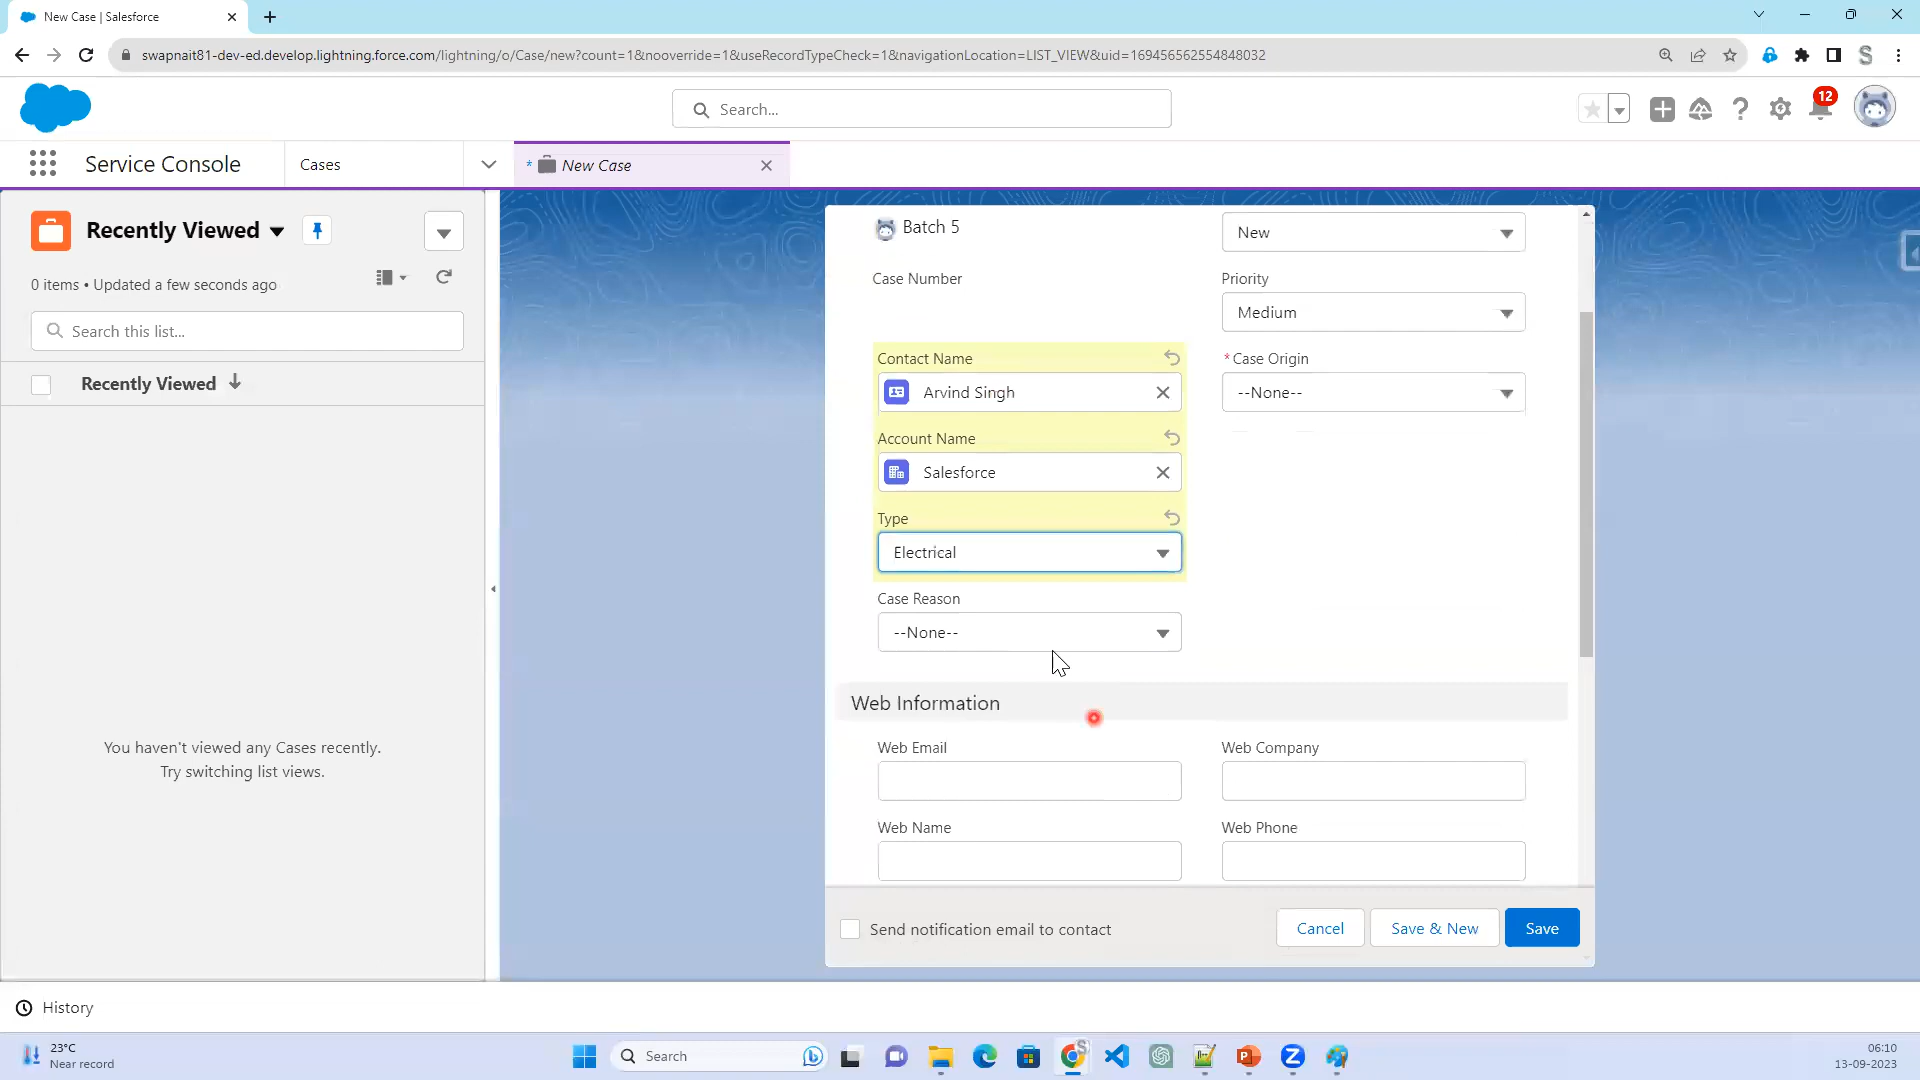 New Case | Salesforce
swapnait81-dev-ed.develop.lightning.force.com/lightning/o/Case/new?count=1&nooverride=1&useRecordTypeCheck=1&navigationLocation=LIST_VIEW&uid=169456562554848032
Search...
12
Service Console
Cases
* New Case
Recently Viewed
0 items • Updated a few seconds ago
Search this list...
Recently Viewed
You haven't viewed any Cases recently.
Try switching list views.
Batch 5
New
Case Number
Priority
Medium
Contact Name
*Case Origin
Arvind Singh
--None--
Account Name
Salesforce
Type
Electrical
Case Reason
--None--
Web Information
Web Email
Web Company
Web Name
Web Phone
Send notification email to contact
Cancel
Save & New
Save
History
23°C
Near record
Search
06:10
13-09-2023